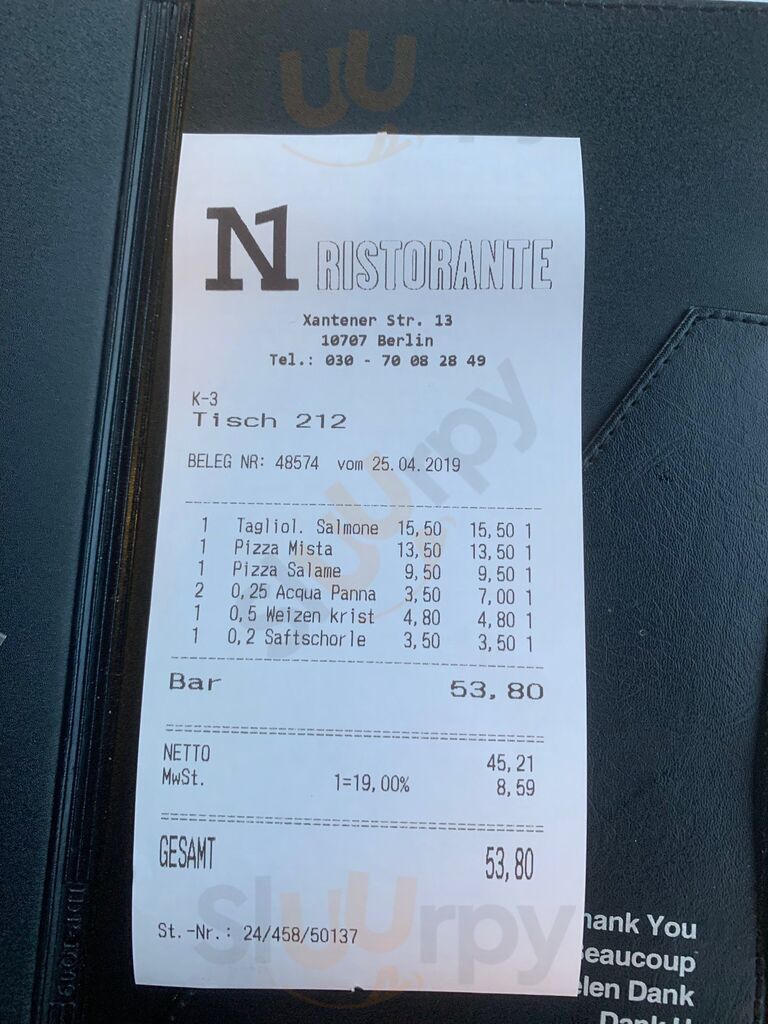 N1 RISTORANTE
Xantener Str. 13
10707 Berlin
Tel.: 030 - 70 08 28 49
K-3
Tisch 212
BELEG NR: 48574 vom 25.04.2019
1 Tagliol. Salmone 15,50 15,50 1
1 Pizza Mista 13,50 13,50 1
1 Pizza Salame 9,50 9,50 1
2 0,25 Acqua Panna 3,50 7,00 1
1 0,5 Weizen krist 4,80 4,80 1
1 0,2 Saftschorle 3,50 3,50 1
Bar 53,80
NETTO 45,21
MwSt. 1=19,00% 8,59
GESAMT 53,80
St.-Nr.: 24/458/50137
hank You
Beaucoup
elen Dank
Dank U
sluurpy
sluurpy